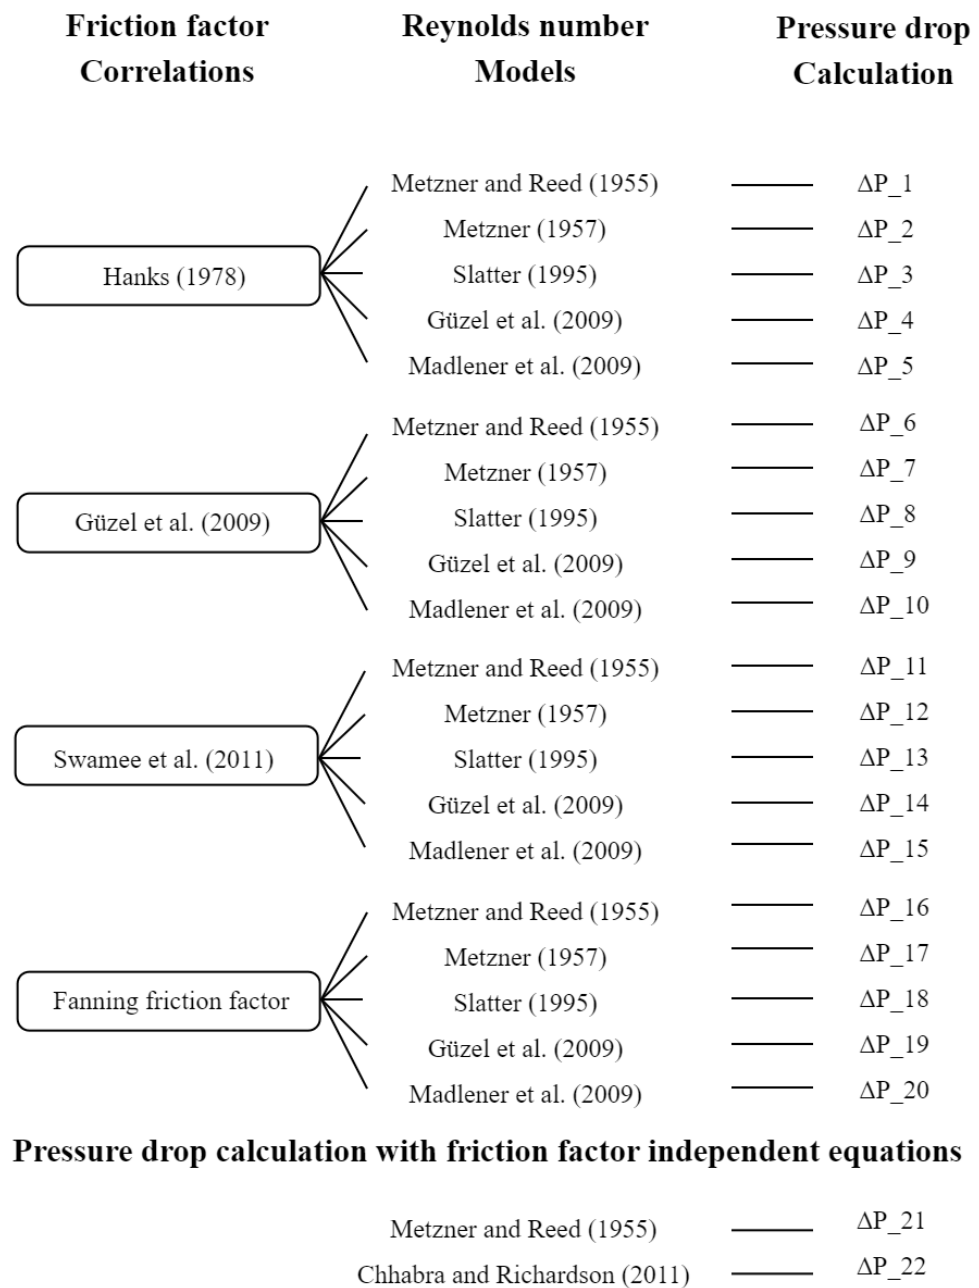 Friction factor Correlations
Reynolds number Models
Pressure drop Calculation
Hanks (1978)
Metzner and Reed (1955) ΔP_1
Metzner (1957) ΔP_2
Slatter (1995) ΔP_3
Güzel et al. (2009) ΔP_4
Madlener et al. (2009) ΔP_5
Güzel et al. (2009)
Metzner and Reed (1955) ΔP_6
Metzner (1957) ΔP_7
Slatter (1995) ΔP_8
Güzel et al. (2009) ΔP_9
Madlener et al. (2009) ΔP_10
Swamee et al. (2011)
Metzner and Reed (1955) ΔP_11
Metzner (1957) ΔP_12
Slatter (1995) ΔP_13
Güzel et al. (2009) ΔP_14
Madlener et al. (2009) ΔP_15
Fanning friction factor
Metzner and Reed (1955) ΔP_16
Metzner (1957) ΔP_17
Slatter (1995) ΔP_18
Güzel et al. (2009) ΔP_19
Madlener et al. (2009) ΔP_20
Pressure drop calculation with friction factor independent equations
Metzner and Reed (1955) ΔP_21
Chhabra and Richardson (2011) ΔP_22